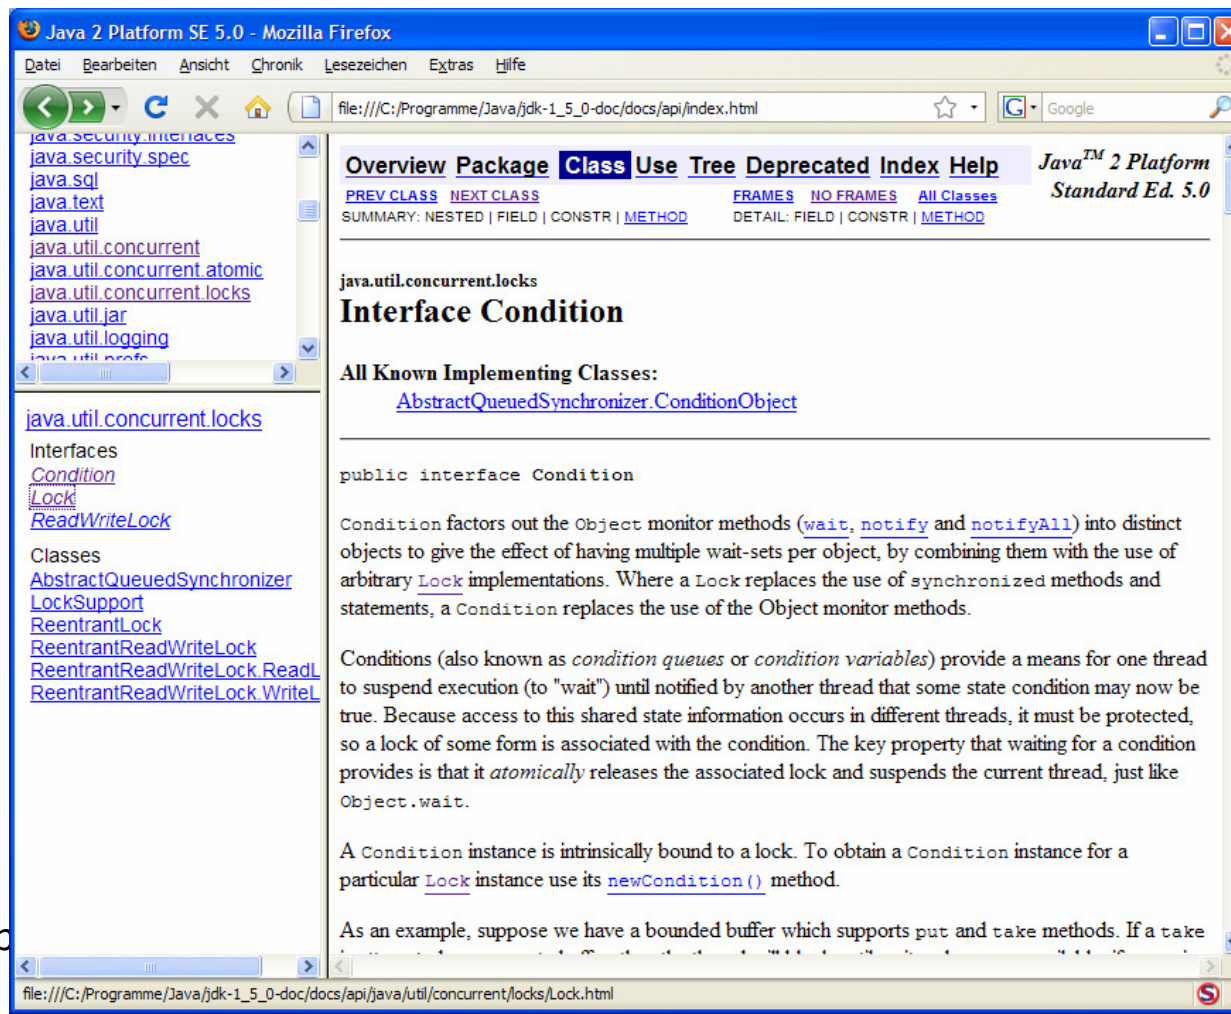 Java 2 Platform SE 5.0 - Mozilla Firefox
Datei Bearbeiten Ansicht Chronik Lesezeichen Extras Hilfe
file:///C:/Programme/Java/jdk-1_5_0-doc/docs/api/index.html
G Google
java.security.interfaces
java.security.spec
java.sql
java.text
java.util
java.util.concurrent
java.util.concurrent.atomic
java.util.concurrent.locks
java.util.jar
java.util.logging
java.util.prefs
java.util.concurrent.locks
Interfaces
Condition
Lock
ReadWriteLock
Classes
AbstractQueuedSynchronizer
LockSupport
ReentrantLock
ReentrantReadWriteLock
ReentrantReadWriteLock.ReadL
ReentrantReadWriteLock.WriteL
Overview Package Class Use Tree Deprecated Index Help
Java™ 2 Platform
Standard Ed. 5.0
PREV CLASS NEXT CLASS FRAMES NO FRAMES All Classes
SUMMARY: NESTED | FIELD | CONSTR | METHOD DETAIL: FIELD | CONSTR | METHOD
java.util.concurrent.locks
Interface Condition
All Known Implementing Classes:
AbstractQueuedSynchronizer.ConditionObject
public interface Condition
Condition factors out the Object monitor methods (wait, notify and notifyAll) into distinct
objects to give the effect of having multiple wait-sets per object, by combining them with the use of
arbitrary Lock implementations. Where a Lock replaces the use of synchronized methods and
statements, a Condition replaces the use of the Object monitor methods.
Conditions (also known as condition queues or condition variables) provide a means for one thread
to suspend execution (to "wait") until notified by another thread that some state condition may now be
true. Because access to this shared state information occurs in different threads, it must be protected,
so a lock of some form is associated with the condition. The key property that waiting for a condition
provides is that it atomically releases the associated lock and suspends the current thread, just like
Object.wait.
A Condition instance is intrinsically bound to a lock. To obtain a Condition instance for a
particular Lock instance use its newCondition() method.
As an example, suppose we have a bounded buffer which supports put and take methods. If a take
file:///C:/Programme/Java/jdk-1_5_0-doc/docs/api/java/util/concurrent/locks/Lock.html